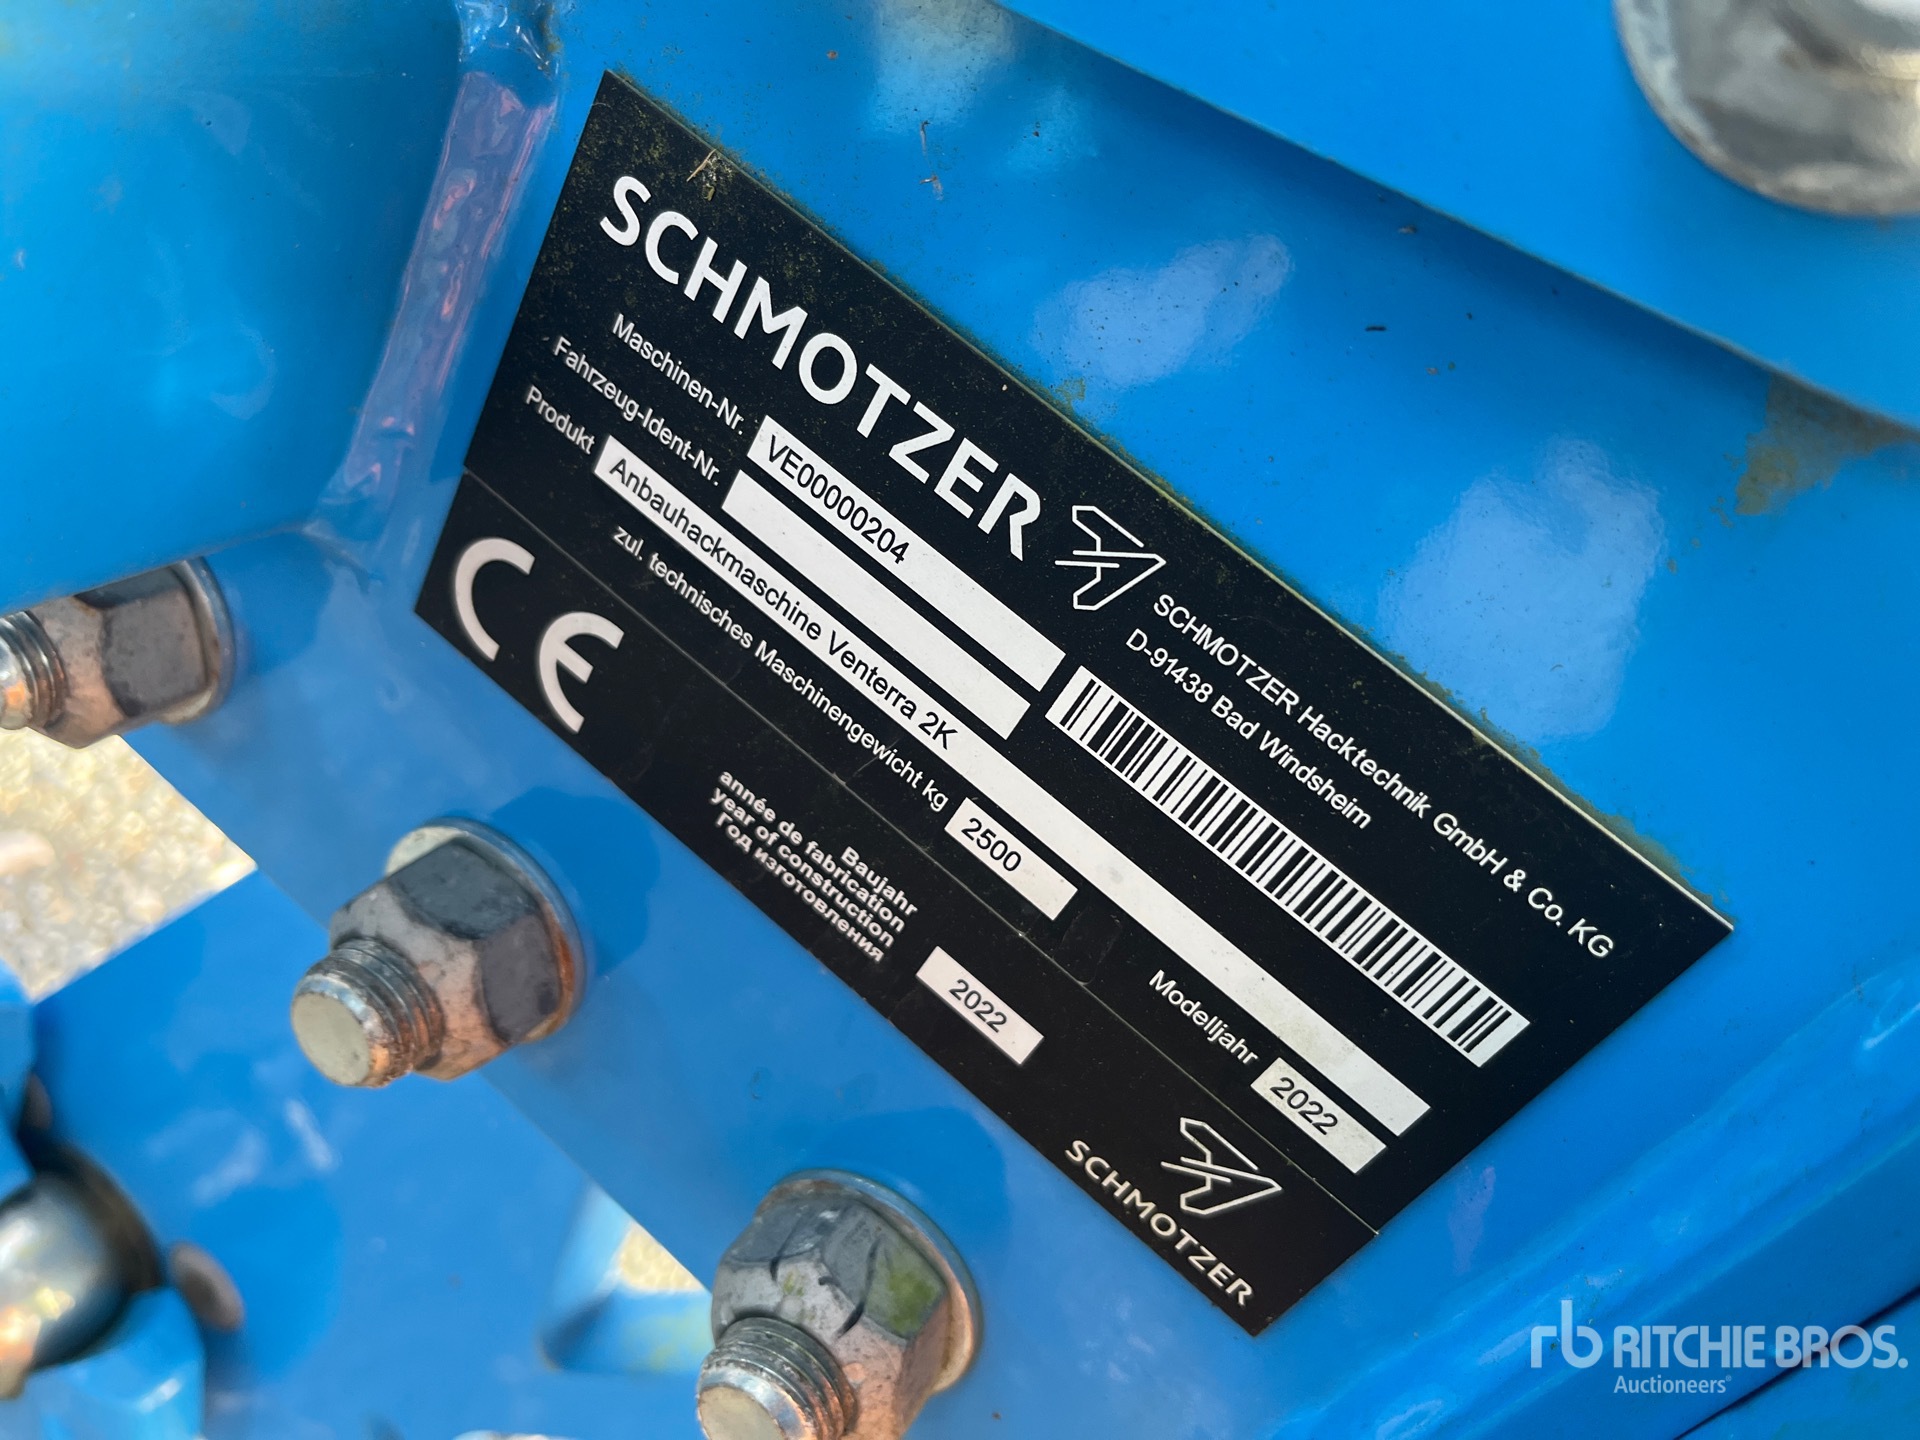 SCHMOTZER
SCHMOTZER Hacktechnik GmbH & Co. KG
D-91438 Bad Windsheim
Maschinen-Nr. VE00000204
Fahrzeug-Ident-Nr.
Produkt Anbauhackmaschine Venterra 2K
zul. technisches Maschinengewicht kg 2500
Modelljahr 2022
CE
Baujahr
année de fabrication
year of construction
Год изготовления
2022
SCHMOTZER
rb RITCHIE BROS.
Auctioneers